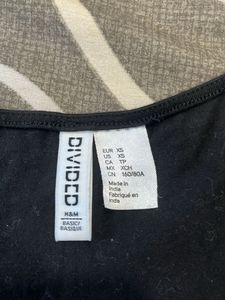 DIVIDED
H&M
BASIC/
BASIQUE
EUR XS
US XS
CA TP
MX XCH
CN 160/80A
Made in
India
Fabriqué en
Inde